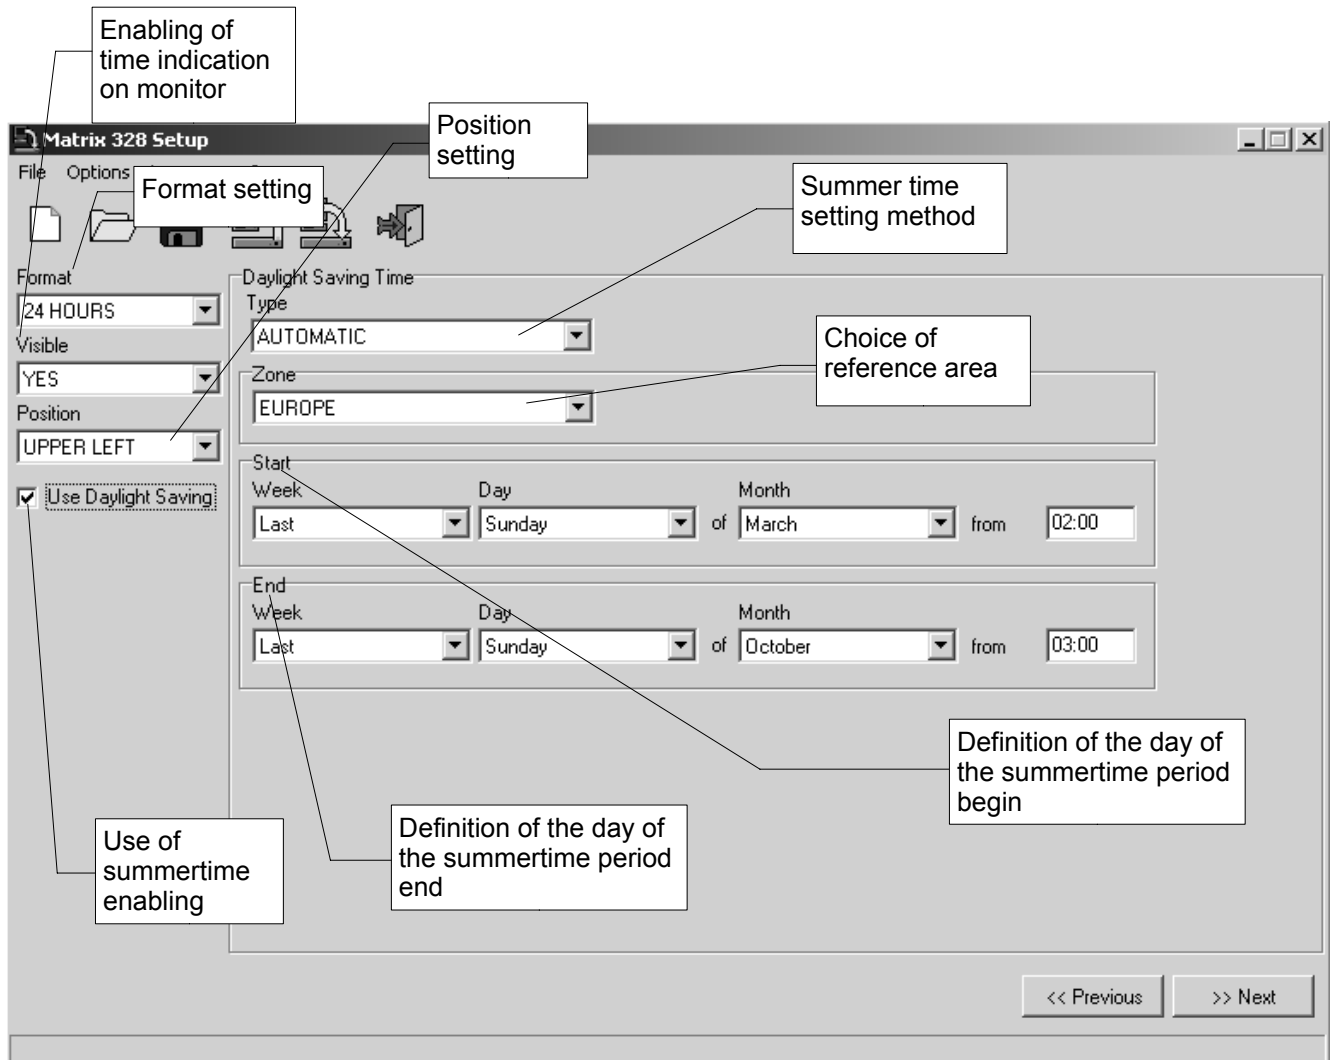 Enabling of
time indication
on monitor
Position
setting
Matrix 328 Setup
File Options
Format setting
Summer time
setting method
Format
24 HOURS
Visible
YES
Position
UPPER LEFT
Use Daylight Saving
Daylight Saving Time
Type
AUTOMATIC
Choice of
reference area
Zone
EUROPE
Start
Week Day Month
Last Sunday of March from 02:00
End
Week Day Month
Last Sunday of October from 03:00
Definition of the day of
the summertime period
begin
Definition of the day of
the summertime period
end
Use of
summertime
enabling
<< Previous >> Next